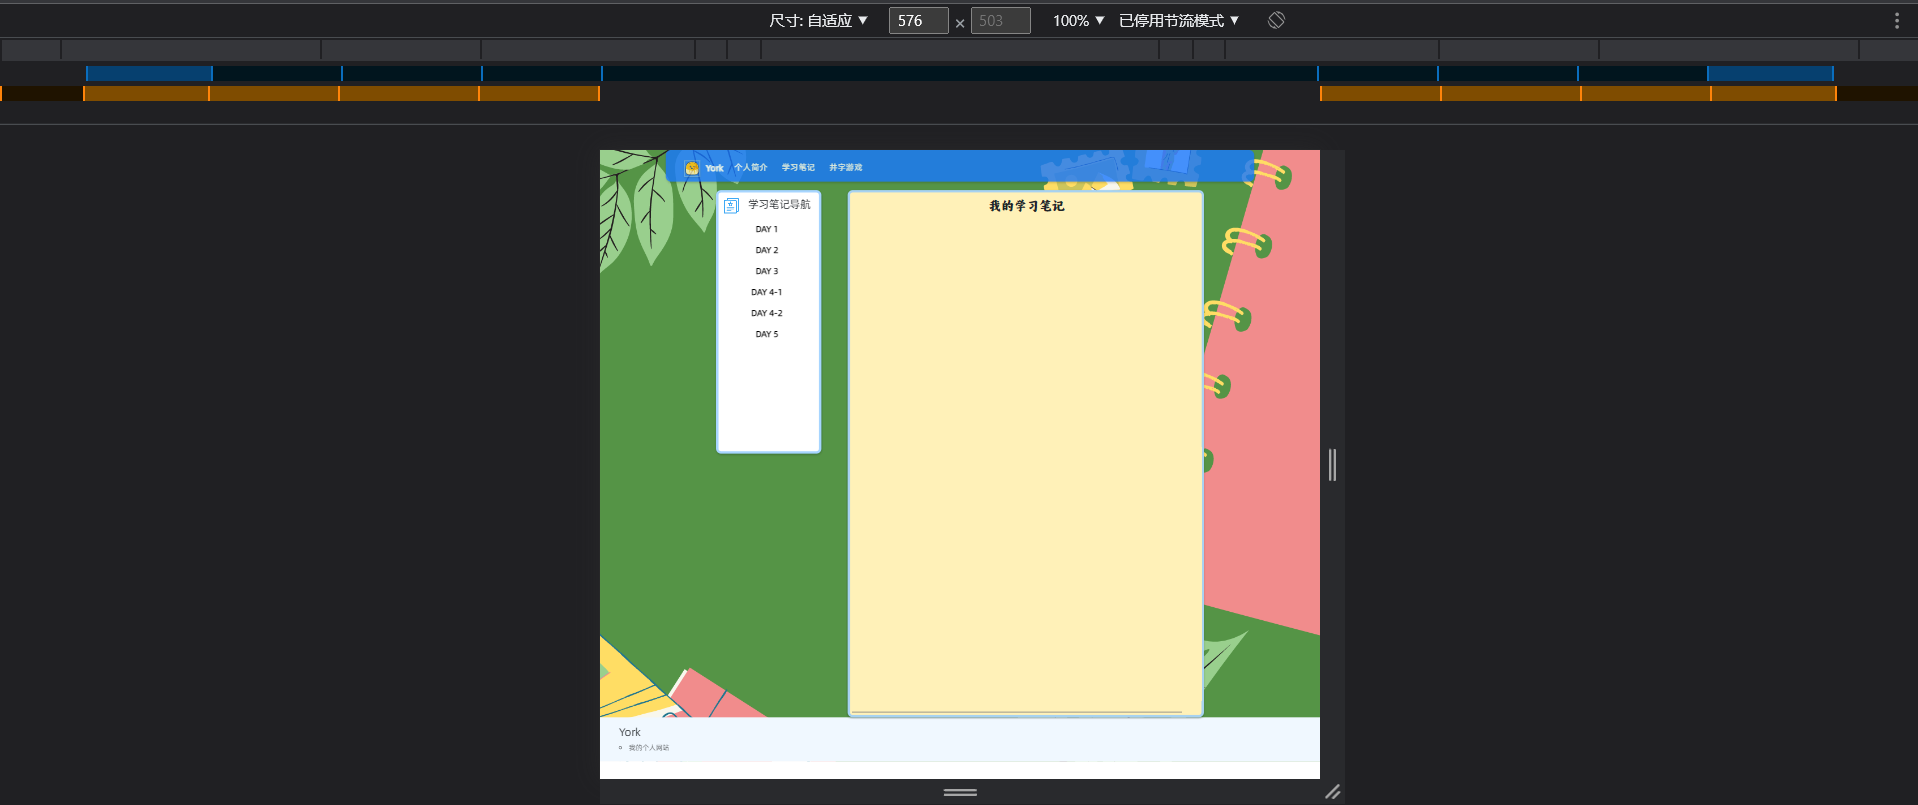 尺寸: 自适应 ▼ 576 × 503 100% ▼ 已停用节流模式 ▼
York 个人简介 学习笔记 井字游戏
学习笔记导航
DAY 1
DAY 2
DAY 3
DAY 4-1
DAY 4-2
DAY 5
我的学习笔记
York
我的个人网站